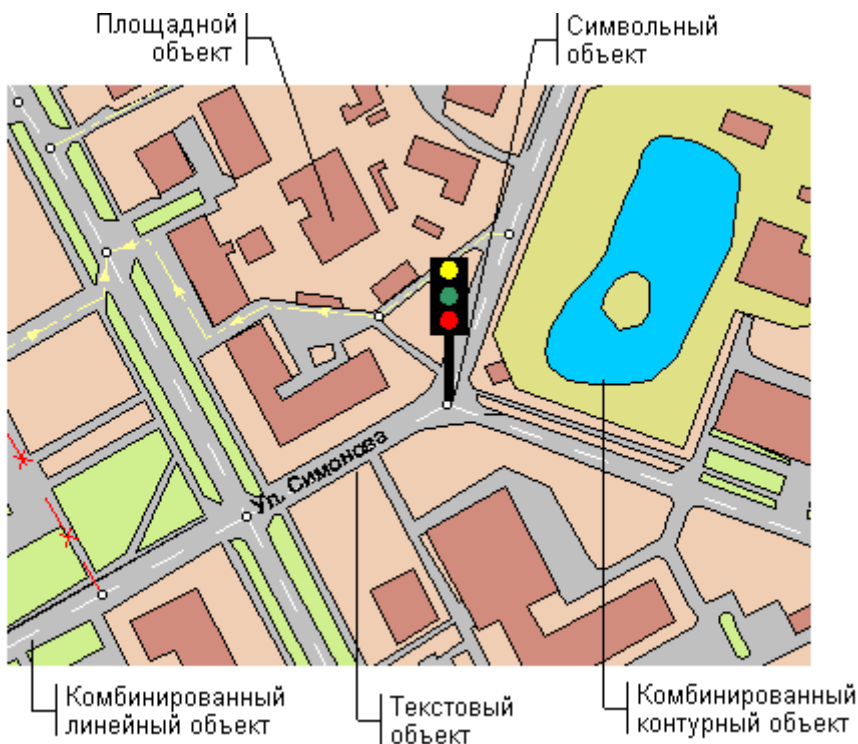 Площадной
объект
Символьный
объект
Ул. Симонова
Комбинированный
линейный объект
Текстовый
объект
Комбинированный
контурный объект